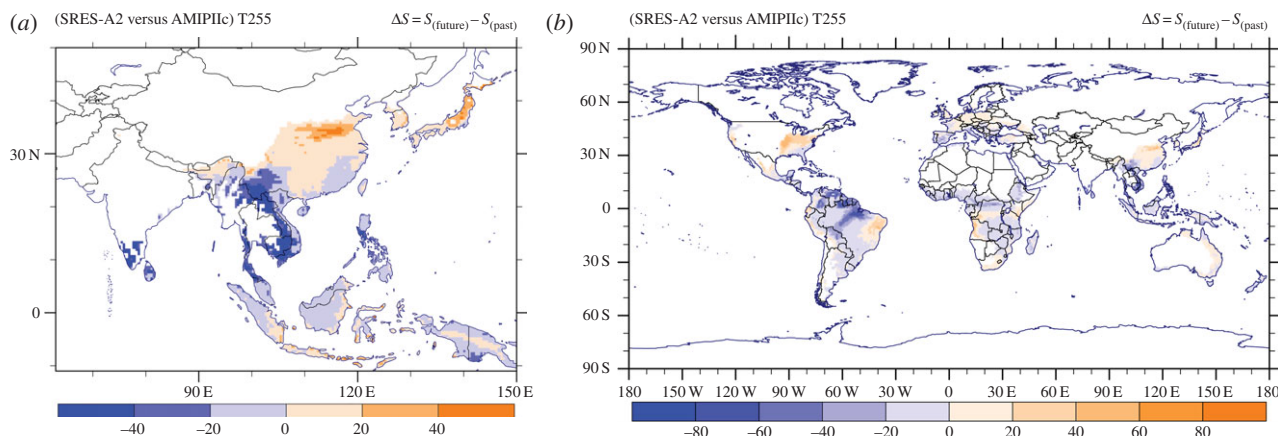 (a) (SRES-A2 versus AMIPIIc) T255 ΔS = S(future) – S(past)
30 N
0
90 E 120 E 150 E
–40 –20 0 20 40
(b) (SRES-A2 versus AMIPIIc) T255 ΔS = S(future) – S(past)
90 N
60 N
30 N
0
30 S
60 S
90 S
180 150 W 120 W 90 W 60 W 30 W 0 30 E 60 E 90 E 120 E 150 E 180
–80 –60 –40 –20 0 20 40 60 80